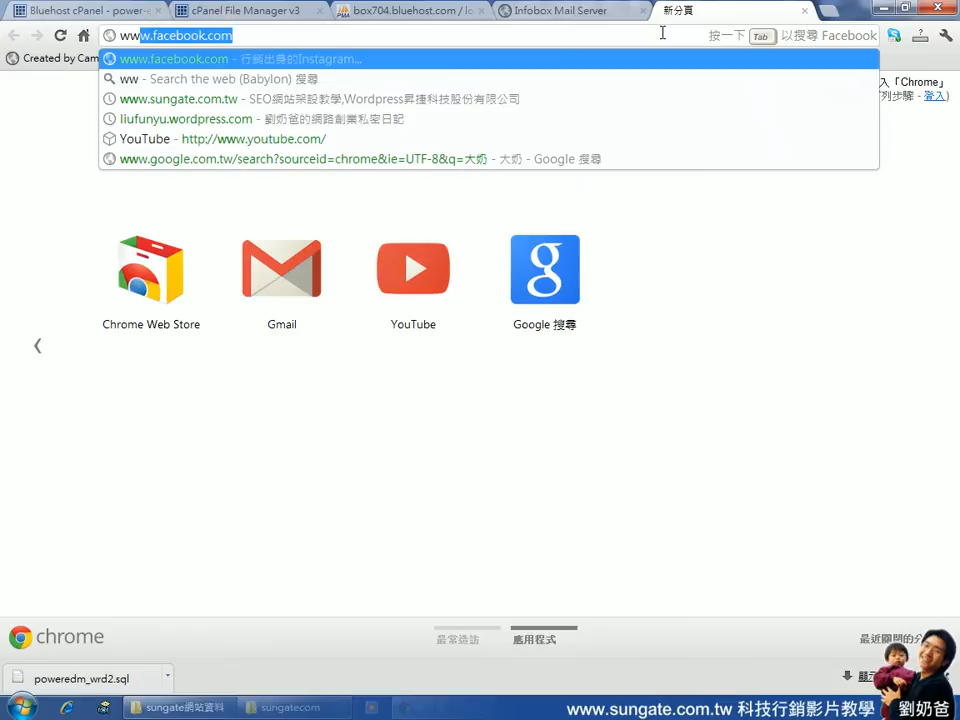 Bluehost cPanel - power-e
cPanel File Manager v3
box704.bluehost.com / lo
Infobox Mail Server
新分頁
www.facebook.com
按一下 Tab 以搜尋 Facebook
Created by Cam
www.facebook.com - 行銷出身的Instagram...
ww - Search the web (Babylon) 搜尋
www.sungate.com.tw - SEO網站架設教學,Wordpress昇捷科技股份有限公司
liufunyu.wordpress.com - 劉奶爸的網路創業私密日記
YouTube - http://www.youtube.com/
www.google.com.tw/search?sourceid=chrome&ie=UTF-8&q=大奶 - 大奶 - Google 搜尋
入「Chrome」
列步驟 - 登入)
Chrome Web Store
Gmail
YouTube
Google 搜尋
chrome
最常造訪
應用程式
最近關閉的分
poweredm_wrd2.sql
sungate網站資料
sungatecom
www.sungate.com.tw 科技行銷影片教學
劉奶爸